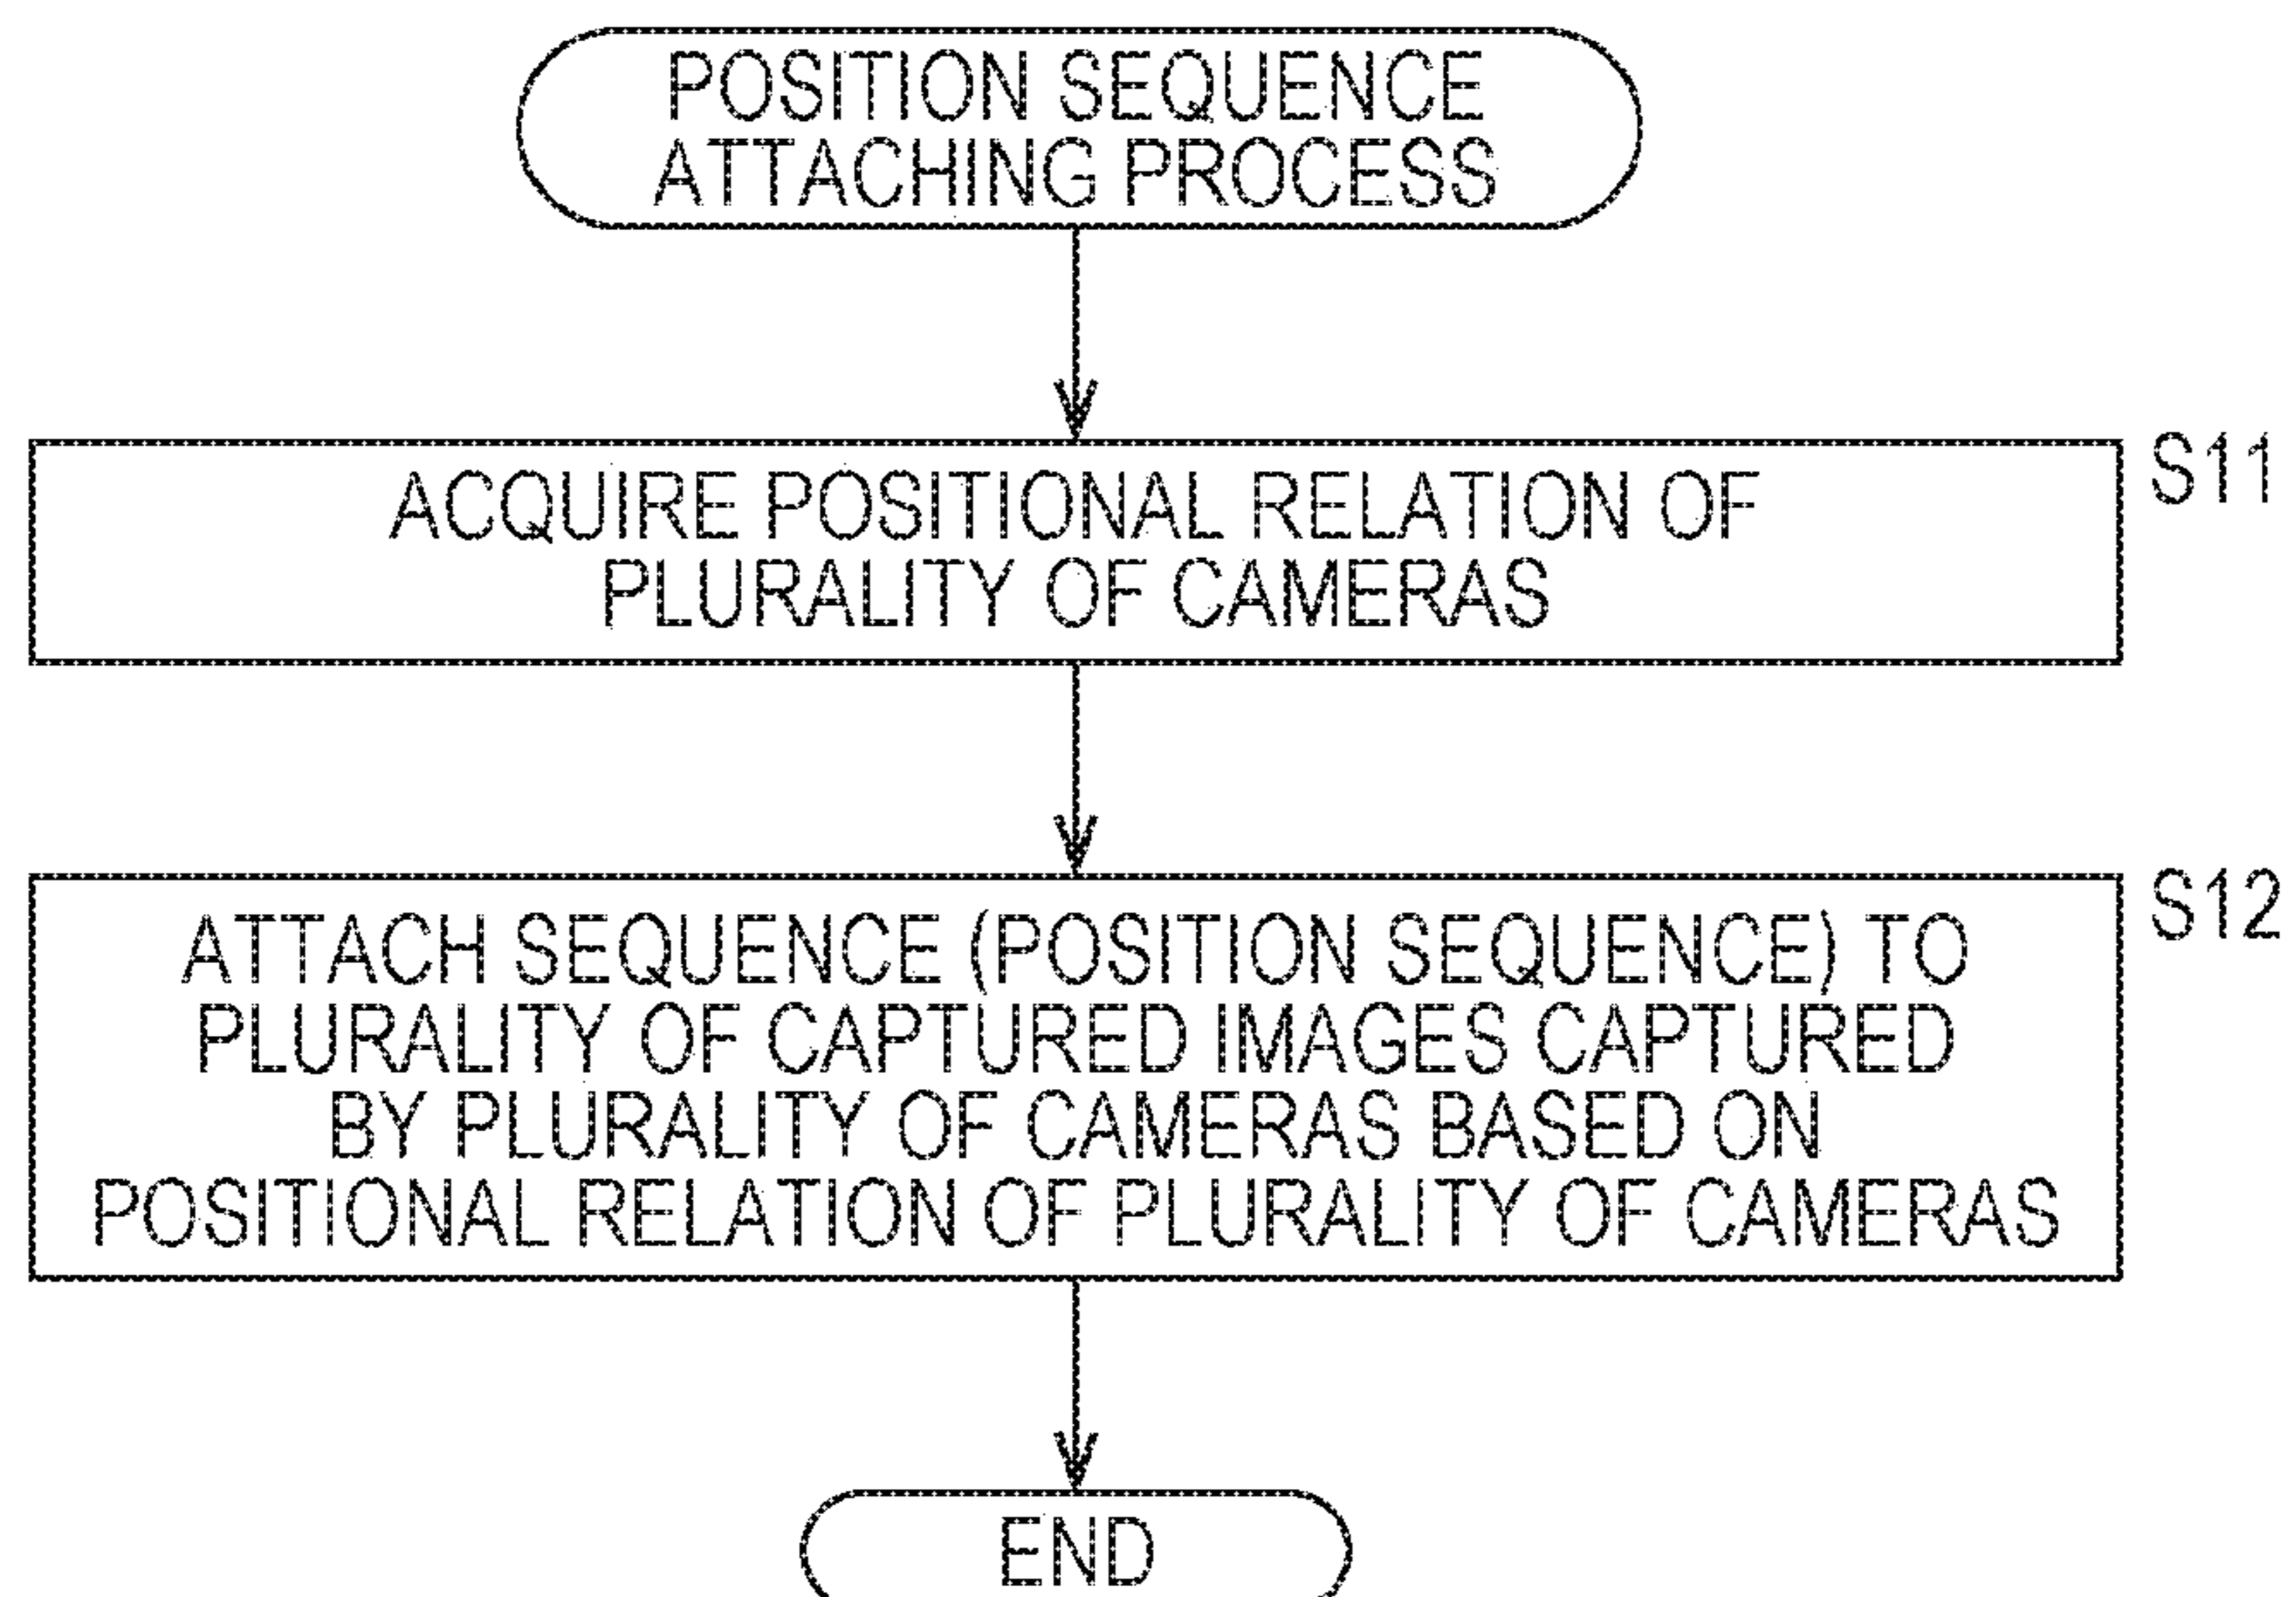 POSITION SEQUENCE
ATTACHING PROCESS
S11
ACQUIRE POSITIONAL RELATION OF
PLURALITY OF CAMERAS
S12
ATTACH SEQUENCE (POSITION SEQUENCE) TO
PLURALITY OF CAPTURED IMAGES CAPTURED
BY PLURALITY OF CAMERAS BASED ON
POSITIONAL RELATION OF PLURALITY OF CAMERAS
END